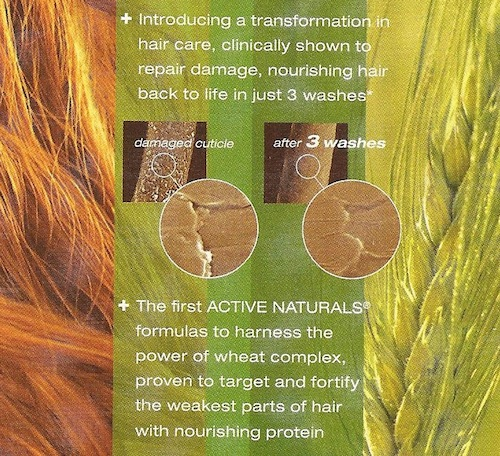 + Introducing a transformation in
hair care, clinically shown to
repair damage, nourishing hair
back to life in just 3 washes*
damaged cuticle
after 3 washes
+ The first ACTIVE NATURALS®
formulas to harness the
power of wheat complex,
proven to target and fortify
the weakest parts of hair
with nourishing protein